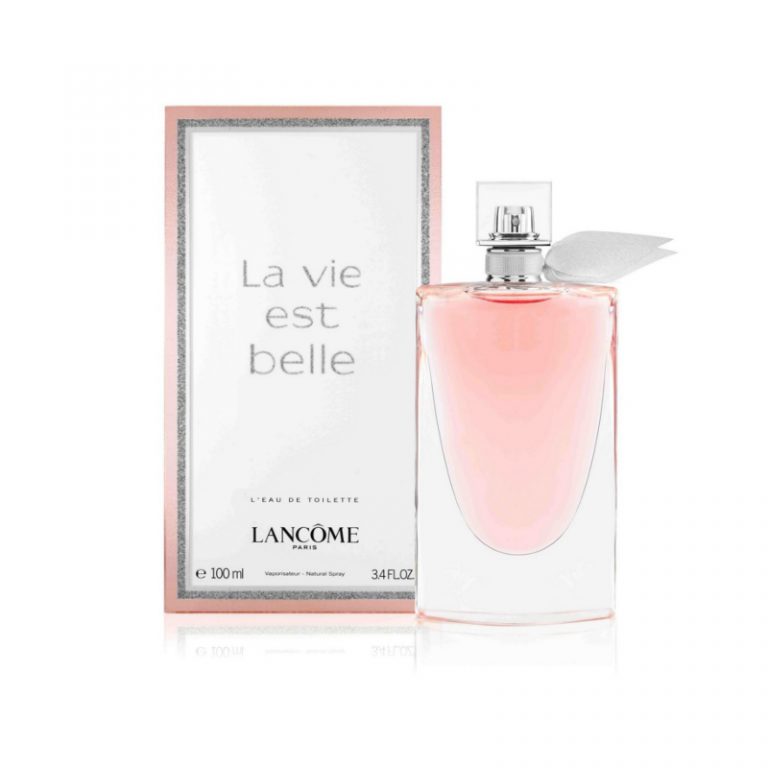 La vie
est
belle
L'EAU DE TOILETTE
LANCÔME
PARIS
℮ 100 ml Vaporisateur - Natural Spray 3.4 FL.OZ.